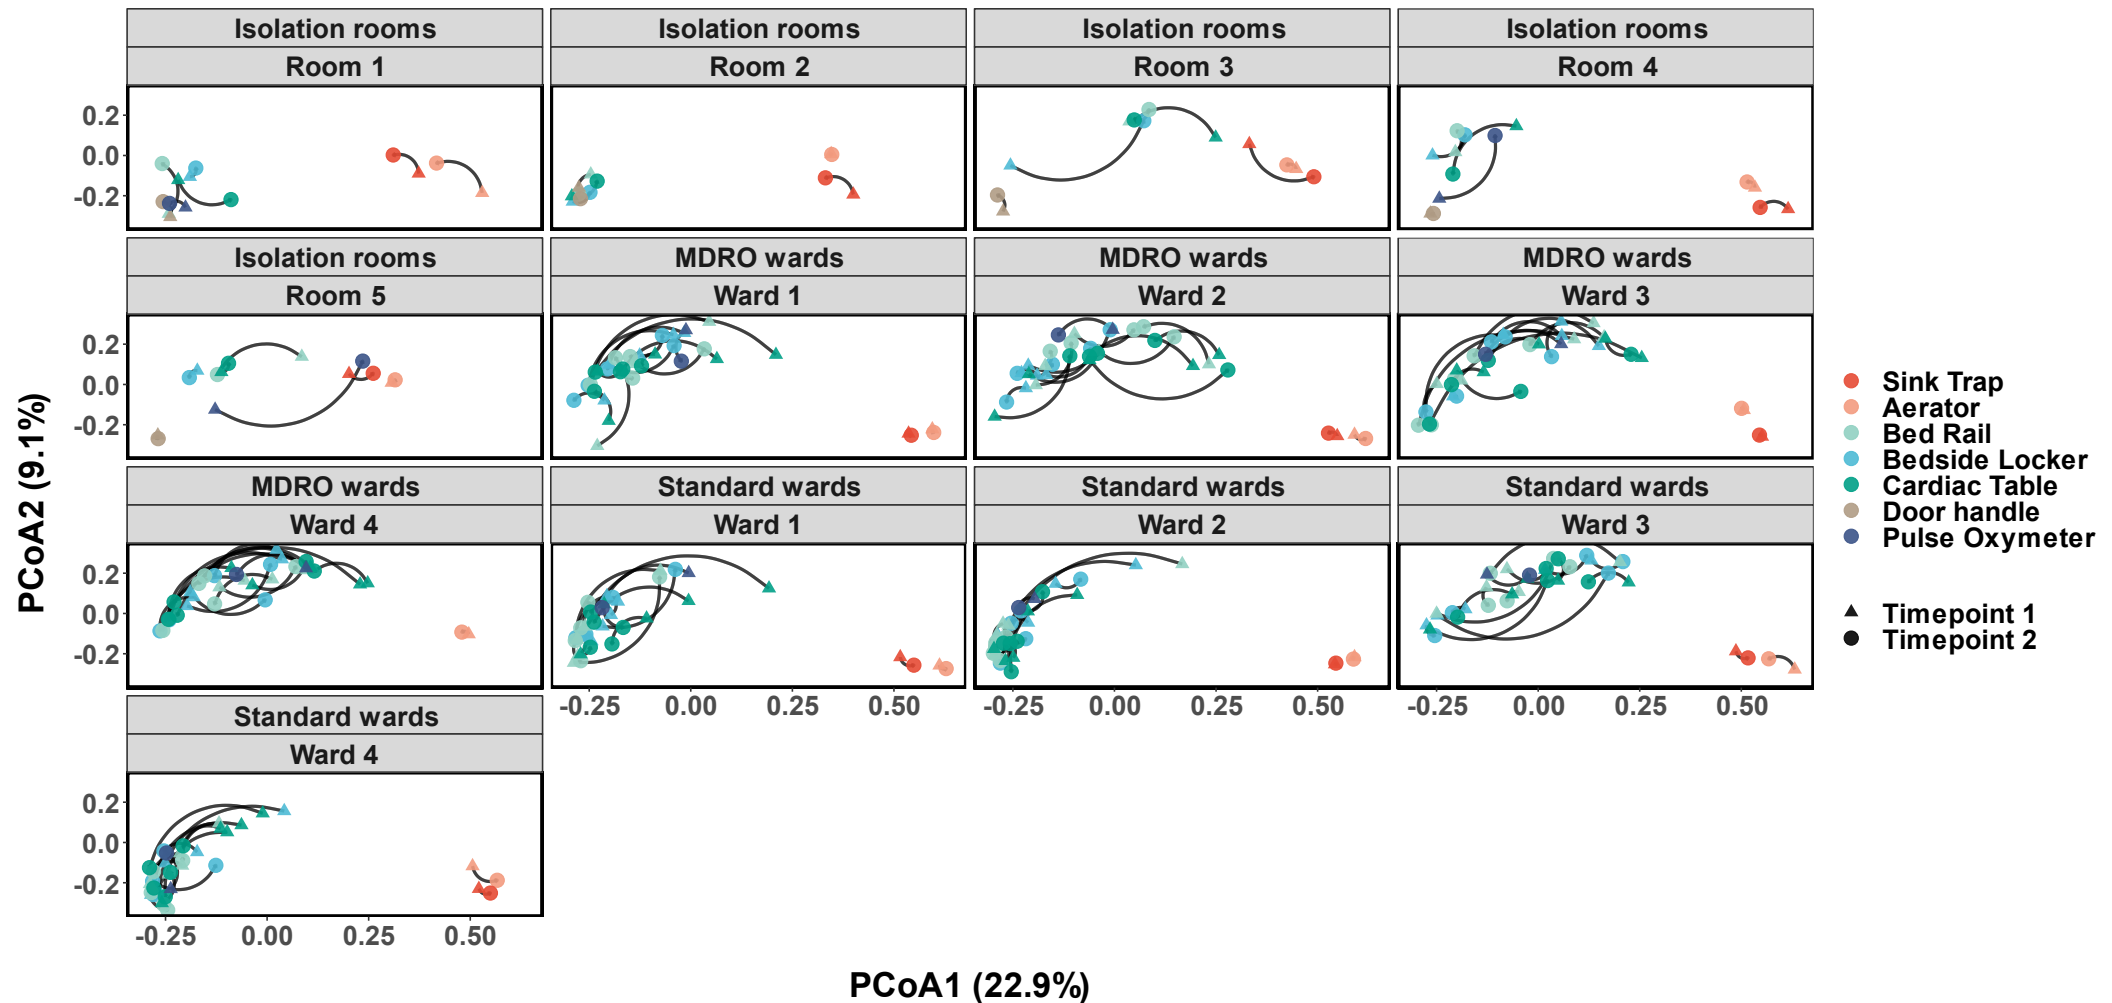 Isolation rooms Isolation rooms Isolation rooms Isolation rooms
Room 1 Room 2 Room 3 Room 4
0.2
0.0
-0.2
Isolation rooms MDRO wards MDRO wards MDRO wards
Room 5 Ward 1 Ward 2 Ward 3
0.2
0.0
-0.2
MDRO wards Standard wards Standard wards Standard wards
Ward 4 Ward 1 Ward 2 Ward 3
0.2
0.0
-0.2
-0.25 0.00 0.25 0.50 -0.25 0.00 0.25 0.50 -0.25 0.00 0.25 0.50
Standard wards
Ward 4
0.2
0.0
-0.2
-0.25 0.00 0.25 0.50
PCoA2 (9.1%)
PCoA1 (22.9%)
Sink Trap
Aerator
Bed Rail
Bedside Locker
Cardiac Table
Door handle
Pulse Oxymeter
Timepoint 1
Timepoint 2